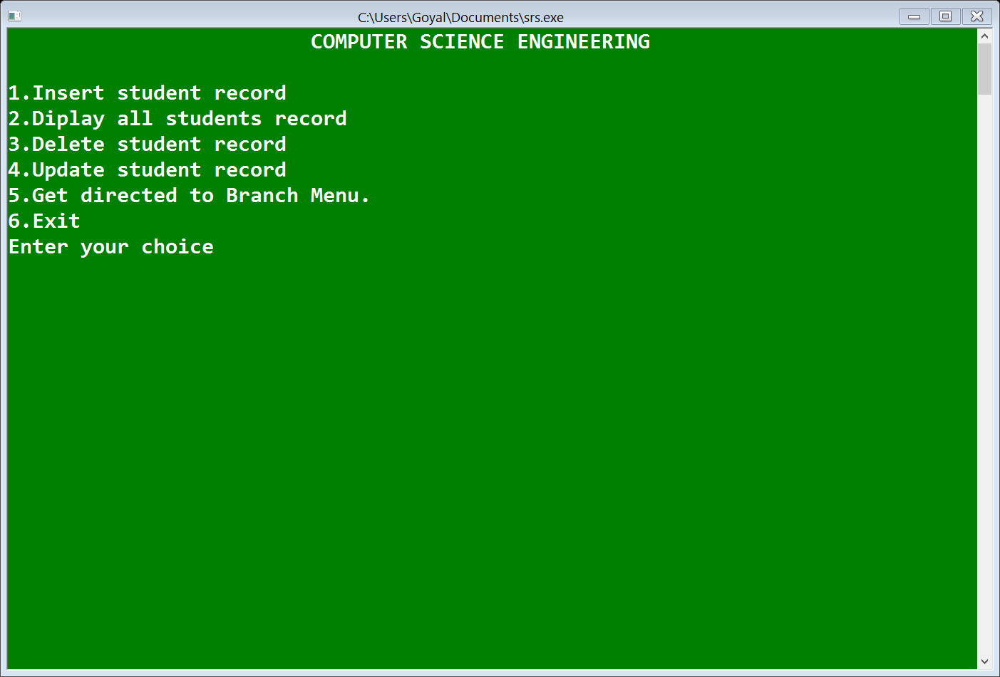 C:\Users\Goyal\Documents\srs.exe
COMPUTER SCIENCE ENGINEERING
1.Insert student record
2.Diplay all students record
3.Delete student record
4.Update student record
5.Get directed to Branch Menu.
6.Exit
Enter your choice